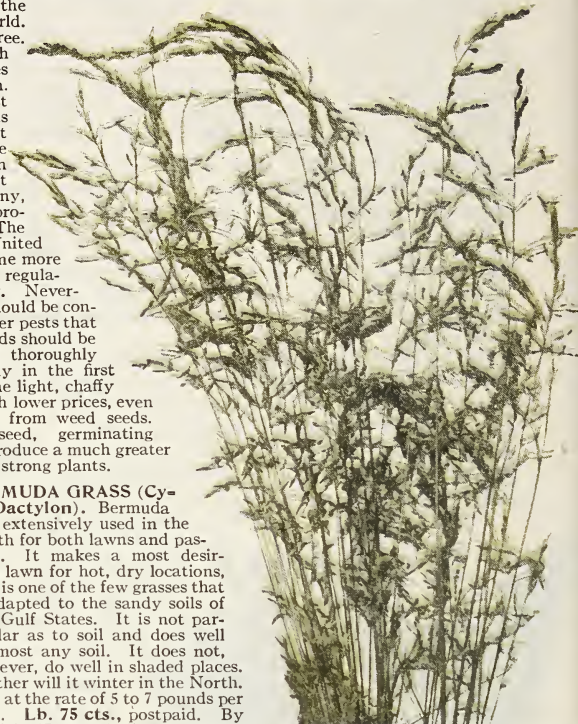 the
rld.
ree.
h
s
n.
t
s
t
e
n
t
ny,
pro-
The
United
me more
regula-
. Never-
ould be con-
er pests that
ds should be
thoroughly
y in the first
ne light, chaffy
h lower prices, even
from weed seeds.
seed, germinating
roduce a much greater
strong plants.
MUDA GRASS (Cy-
Dactylon). Bermuda
extensively used in the
th for both lawns and pas-
. It makes a most desir-
lawn for hot, dry locations,
is one of the few grasses that
dapted to the sandy soils of
Gulf States. It is not par-
lar as to soil and does well
most any soil. It does not,
ever, do well in shaded places.
ther will it winter in the North.
at the rate of 5 to 7 pounds per
. Lb. 75 cts., postpaid. By